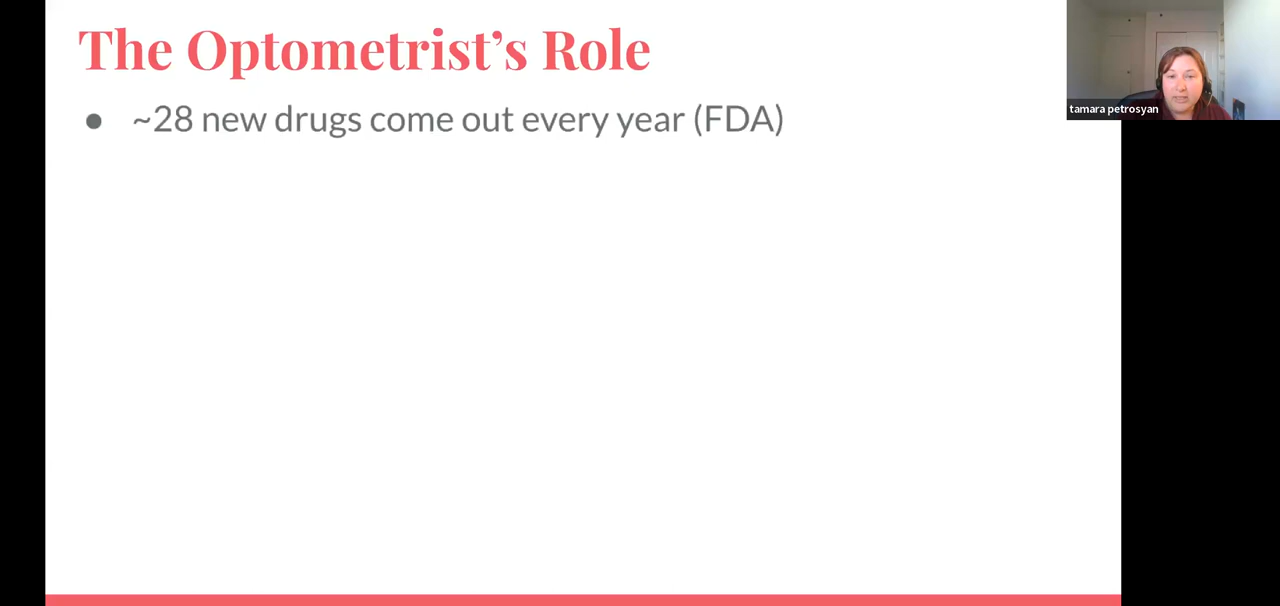 The Optometrist’s Role
● ~28 new drugs come out every year (FDA)
tamara petrosyan